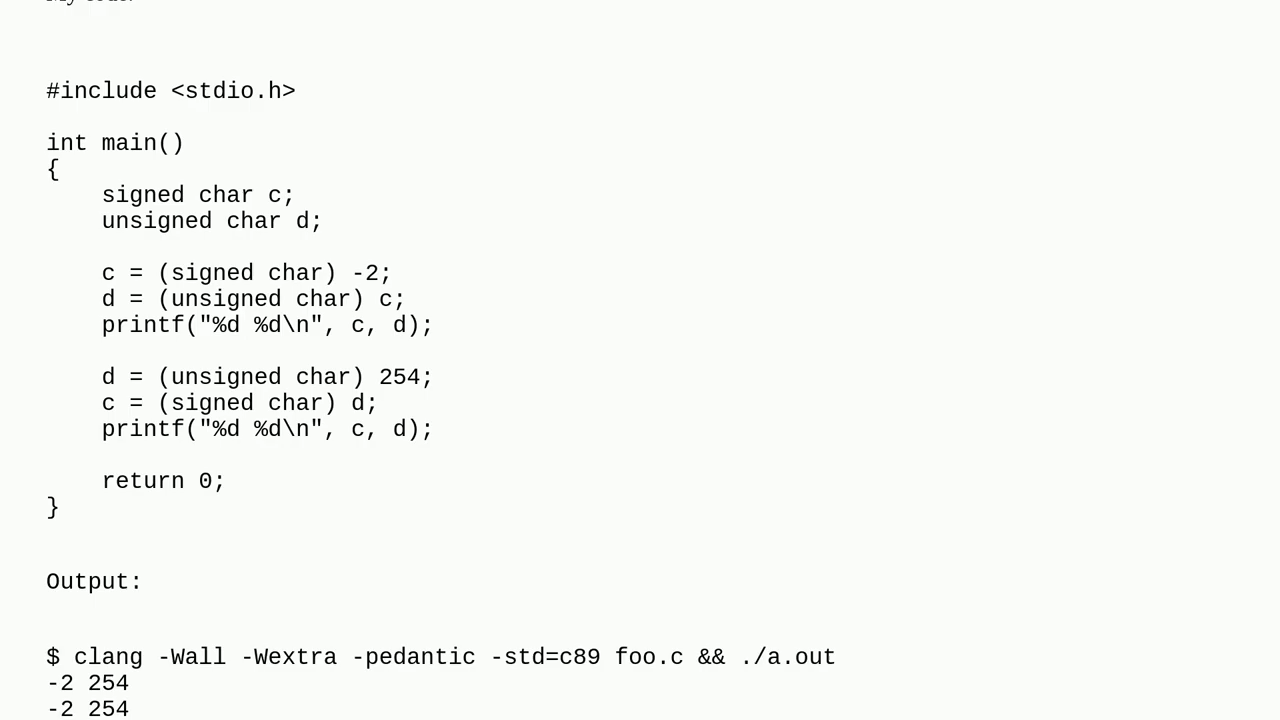 #include <stdio.h>
int main()
{
    signed char c;
    unsigned char d;
    c = (signed char) -2;
    d = (unsigned char) c;
    printf("%d %d\n", c, d);
    d = (unsigned char) 254;
    c = (signed char) d;
    printf("%d %d\n", c, d);
    return 0;
}
Output:
$ clang -Wall -Wextra -pedantic -std=c89 foo.c && ./a.out
-2 254
-2 254